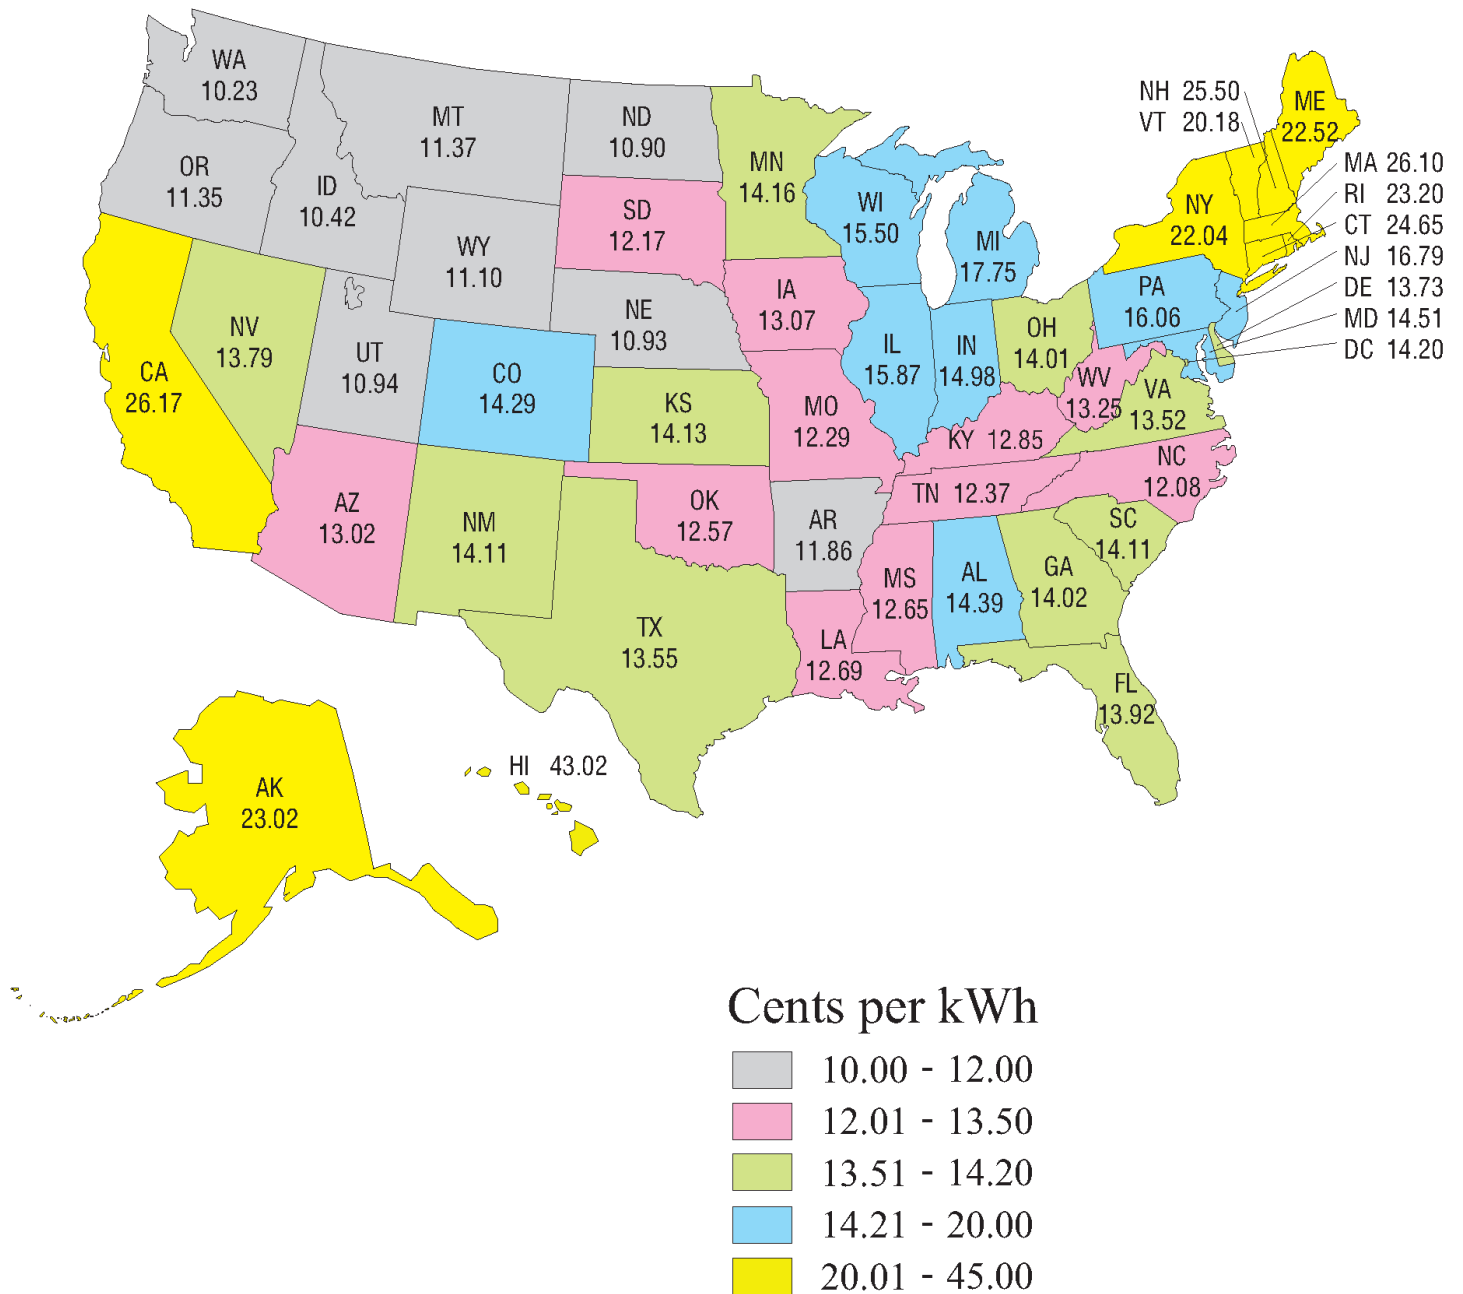 WA
10.23
MT
11.37
ND
10.90
MN
14.16
NH 25.50
VT 20.18
ME
22.52
OR
11.35
ID
10.42
WY
11.10
SD
12.17
WI
15.50
MI
17.75
NY
22.04
MA 26.10
RI 23.20
CT 24.65
NJ 16.79
DE 13.73
MD 14.51
DC 14.20
CA
26.17
NV
13.79
UT
10.94
CO
14.29
NE
10.93
IA
13.07
IL
15.87
IN
14.98
OH
14.01
PA
16.06
WV
13.25
VA
13.52
KS
14.13
MO
12.29
KY 12.85
AZ
13.02
NM
14.11
OK
12.57
AR
11.86
TN 12.37
NC
12.08
SC
14.11
TX
13.55
LA
12.69
MS
12.65
AL
14.39
GA
14.02
FL
13.92
AK
23.02
HI 43.02
Cents per kWh
10.00 - 12.00
12.01 - 13.50
13.51 - 14.20
14.21 - 20.00
20.01 - 45.00